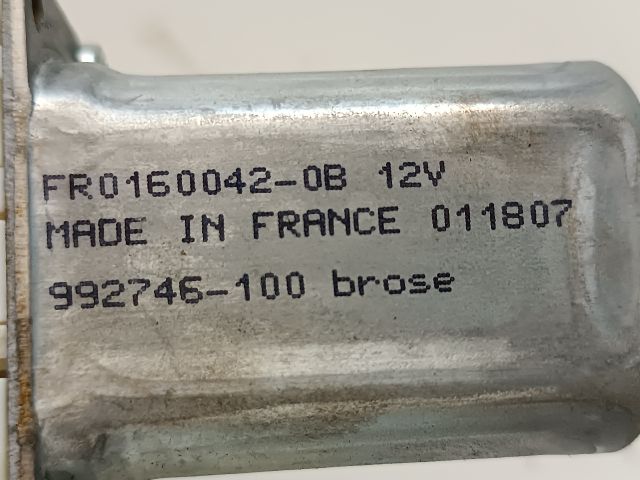 FR0160042-0B 12V
MADE IN FRANCE 011807
992746-100 brose